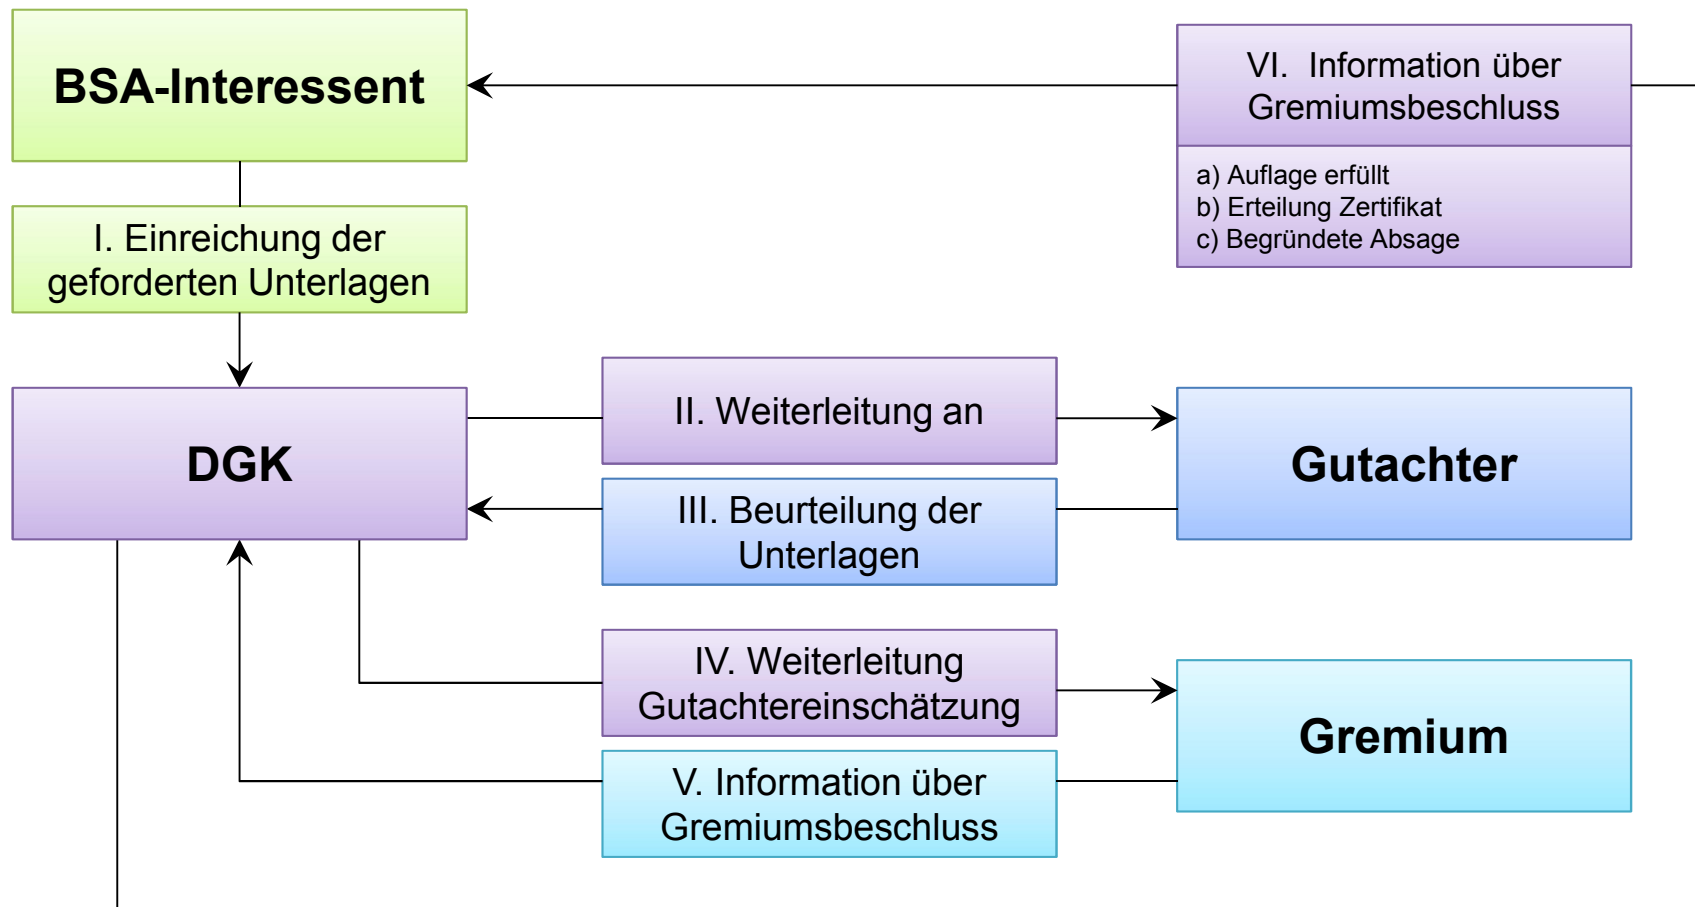 BSA-Interessent
VI. Information über
Gremiumsbeschluss
a) Auflage erfüllt
b) Erteilung Zertifikat
c) Begründete Absage
I. Einreichung der
geforderten Unterlagen
DGK
II. Weiterleitung an
Gutachter
III. Beurteilung der
Unterlagen
IV. Weiterleitung
Gutachtereinschätzung
Gremium
V. Information über
Gremiumsbeschluss